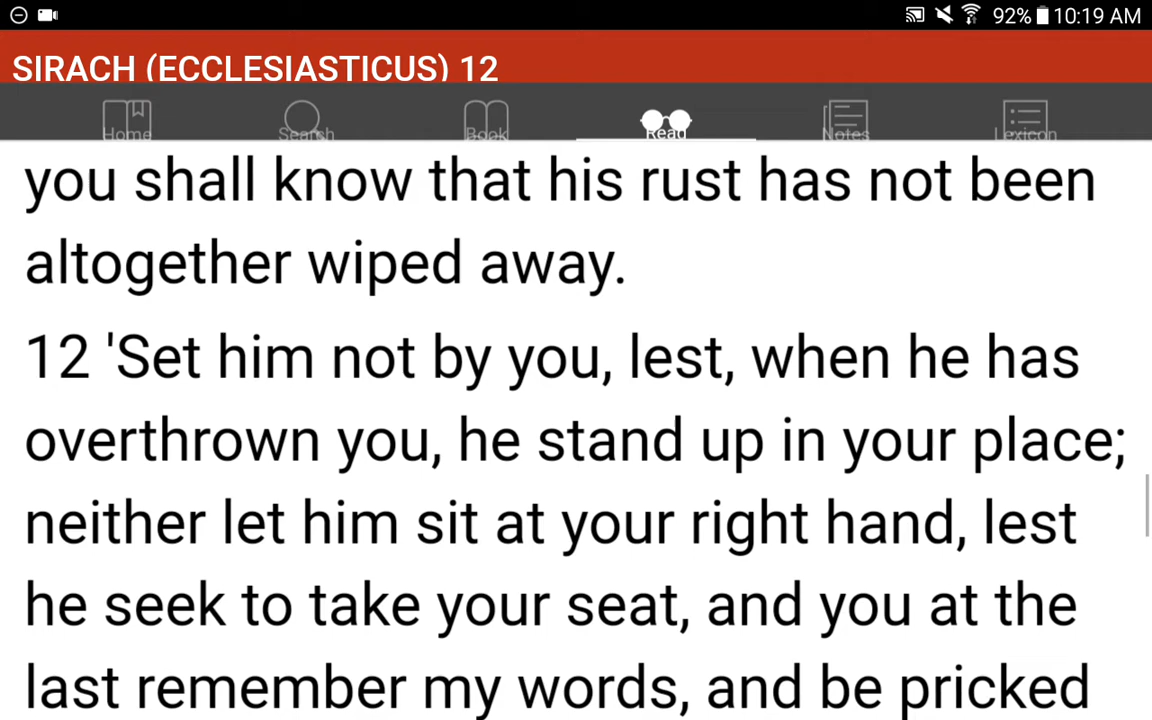 92% 10:19 AM
SIRACH (ECCLESIASTICUS) 12
Home Search Book Read Notes Lexicon
you shall know that his rust has not been
altogether wiped away.
12 'Set him not by you, lest, when he has
overthrown you, he stand up in your place;
neither let him sit at your right hand, lest
he seek to take your seat, and you at the
last remember my words, and be pricked